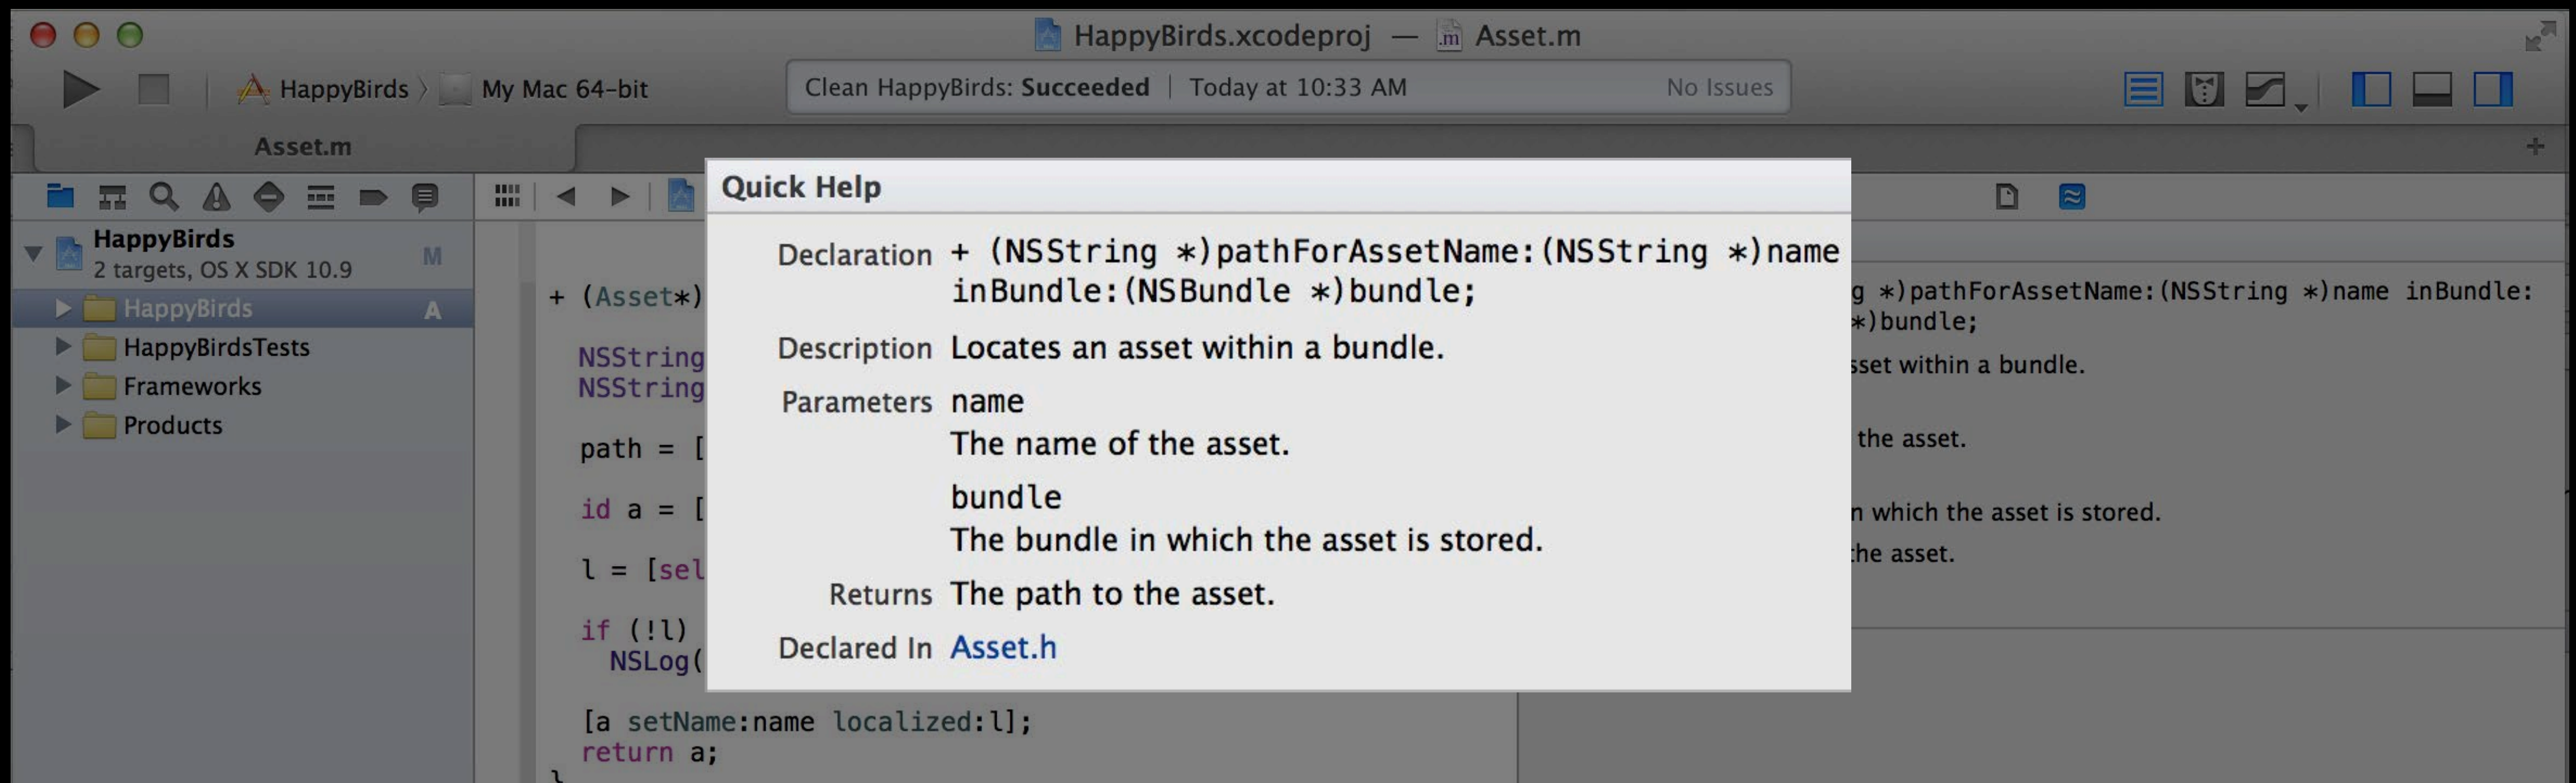 HappyBirds.xcodeproj — Asset.m
HappyBirds My Mac 64-bit
Clean HappyBirds: Succeeded | Today at 10:33 AM No Issues
Asset.m
HappyBirds M
2 targets, OS X SDK 10.9
HappyBirds A
HappyBirdsTests
Frameworks
Products
+ (Asset*)
NSString
NSString
path = [
id a = [
l = [sel
if (!l)
NSLog(
[a setName:name localized:l];
return a;
}
Quick Help
Declaration + (NSString *)pathForAssetName:(NSString *)name
inBundle:(NSBundle *)bundle;
Description Locates an asset within a bundle.
Parameters name
The name of the asset.
bundle
The bundle in which the asset is stored.
Returns The path to the asset.
Declared In Asset.h
g *)pathForAssetName:(NSString *)name inBundle:
*)bundle;
sset within a bundle.
the asset.
n which the asset is stored.
the asset.